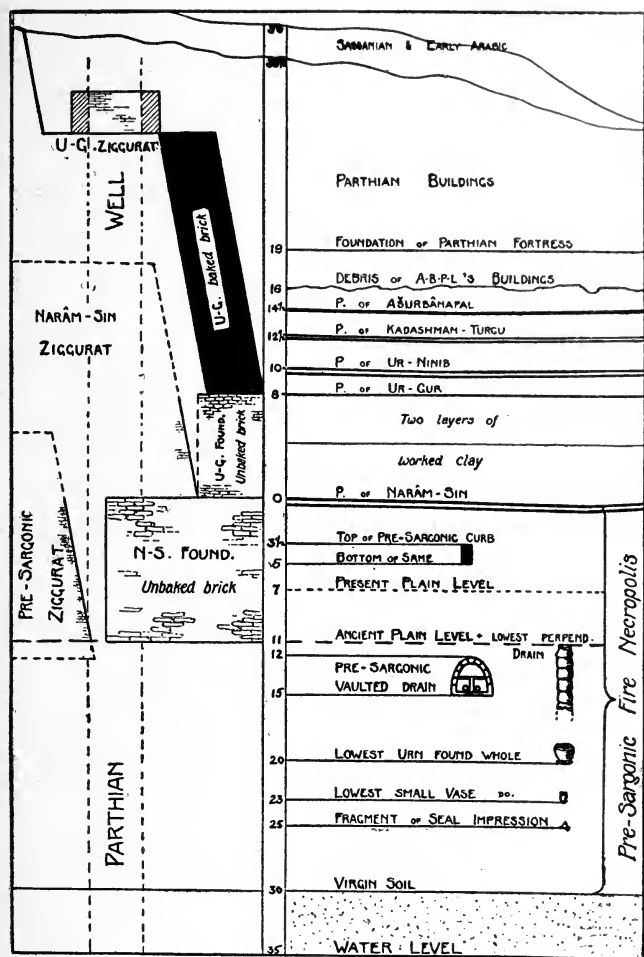 SASSANIAN & EARLY ARABIC
U-G. ZIGGURAT
WELL
PARTHIAN BUILDINGS
U-G. baked brick
19
FOUNDATION OF PARTHIAN FORTRESS
DEBRIS OF A-B-P-L'S BUILDINGS
16
P. OF AŠURBÂNAPAL
14½
NARÂM-SIN
ZIGGURAT
P. OF KADASHMAN-TURGU
12½
P. OF UR-NINIB
10
P. OF UR-GUR
8
U-G. FOUND.
Unbaked brick
Two layers of
worked clay
P. OF NARÂM-SIN
0
PRE-SARGONIC
ZIGGURAT
N-S. FOUND.
Unbaked brick
TOP OF PRE-SARGONIC CURB
3½
BOTTOM OF SAME
5
PRESENT PLAIN LEVEL
7
ANCIENT PLAIN LEVEL + LOWEST PERPEND.
11
DRAIN
12
PRE-SARGONIC
VAULTED DRAIN
15
LOWEST URN FOUND WHOLE
20
LOWEST SMALL VASE DO.
23
FRAGMENT OF SEAL IMPRESSION
25
PARTHIAN
VIRGIN SOIL
30
WATER LEVEL
35
Pre-Sargonic Fire Necropolis